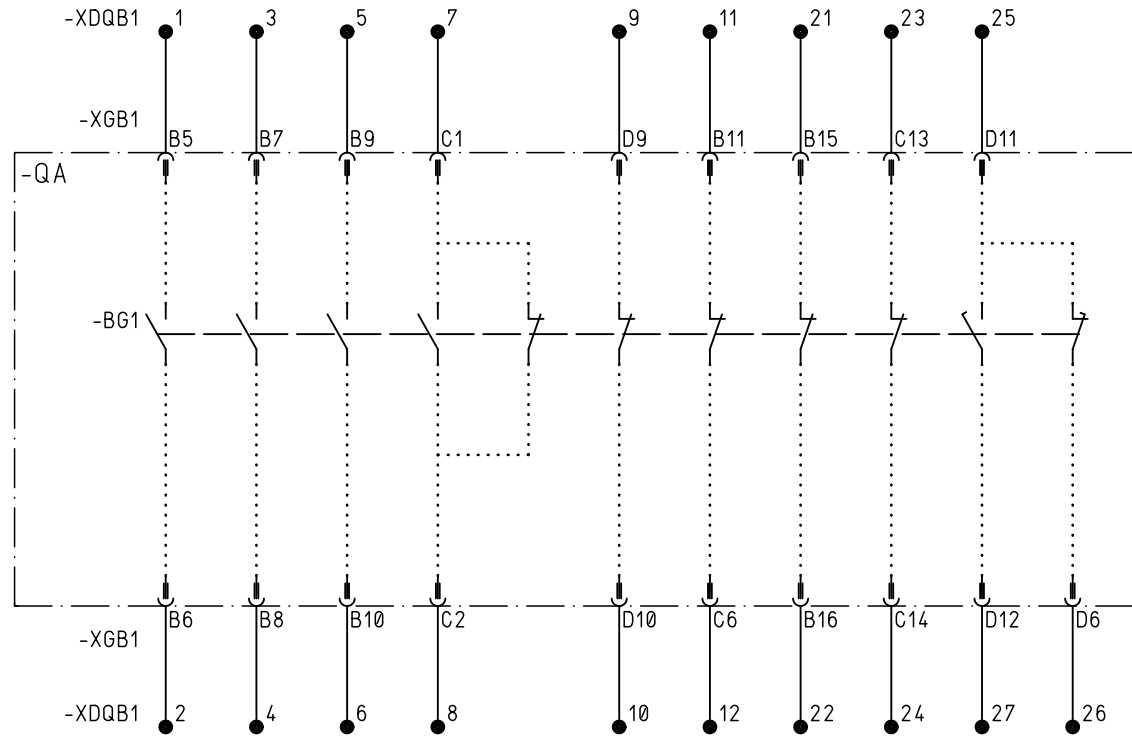 -XDQB1 1 3 5 7 9 11 21 23 25
-XGB1 B5 B7 B9 C1 D9 B11 B15 C13 D11
-QA
-BG1
-XGB1 B6 B8 B10 C2 D10 C6 B16 C14 D12 D6
-XDQB1 2 4 6 8 10 12 22 24 27 26